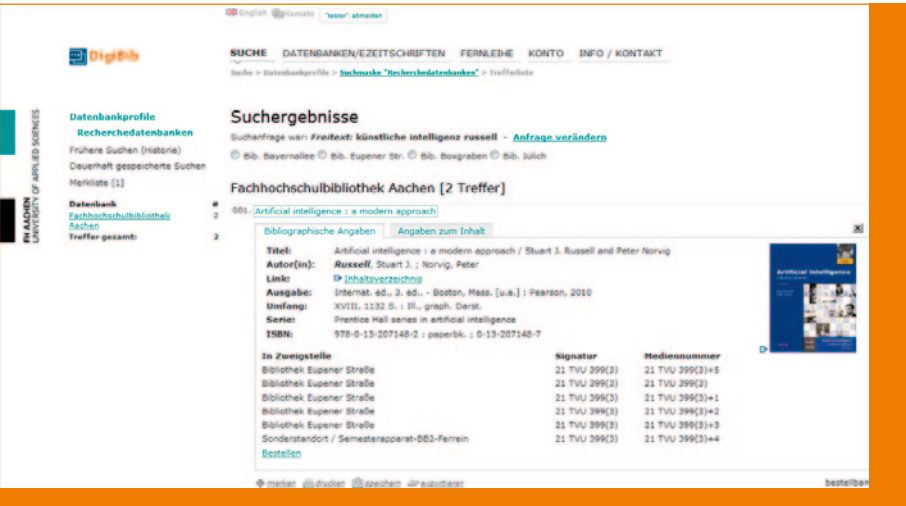 English Kontakt "tester" abmelden
DigiBib
SUCHE DATENBANKEN/EZEITSCHRIFTEN FERNLEIHE KONTO INFO / KONTAKT
Suche > Datenbankprofile > Suchmaske "Recherchedatenbanken" > Trefferliste
FH AACHEN
UNIVERSITY OF APPLIED SCIENCES
Datenbankprofile
Recherchedatenbanken
Frühere Suchen (Historie)
Dauerhaft gespeicherte Suchen
Merkliste [1]
Datenbank #
Fachhochschulbibliothek 2
Aachen
Treffer gesamt: 2
Suchergebnisse
Suchanfrage war: Freitext: künstliche intelligenz russell - Anfrage verändern
Bib. Bayernallee Bib. Eupener Str. Bib. Boxgraben Bib. Jülich
Fachhochschulbibliothek Aachen [2 Treffer]
001. Artificial intelligence : a modern approach
Bibliographische Angaben Angaben zum Inhalt X
Titel: Artificial intelligence : a modern approach / Stuart J. Russell and Peter Norvig
Autor(in): Russell, Stuart J. ; Norvig, Peter
Link: Inhaltsverzeichnis
Ausgabe: Internat. ed., 3. ed.. - Boston, Mass. [u.a.] : Pearson, 2010
Umfang: XVIII, 1132 S. : Ill., graph. Darst.
Serie: Prentice Hall series in artificial intelligence
ISBN: 978-0-13-207148-2 ; paperbk. ; 0-13-207148-7
Artificial Intelligence
In Zweigstelle Signatur Mediennummer
Bibliothek Eupener Straße 21 TVU 399(3) 21 TVU 399(3)+5
Bibliothek Eupener Straße 21 TVU 399(3) 21 TVU 399(3)
Bibliothek Eupener Straße 21 TVU 399(3) 21 TVU 399(3)+1
Bibliothek Eupener Straße 21 TVU 399(3) 21 TVU 399(3)+2
Bibliothek Eupener Straße 21 TVU 399(3) 21 TVU 399(3)+3
Sonderstandort / Semesterapparat-BB2-Ferrein 21 TVU 399(3) 21 TVU 399(3)+4
Bestellen
merken drucken speichern exportieren bestellba